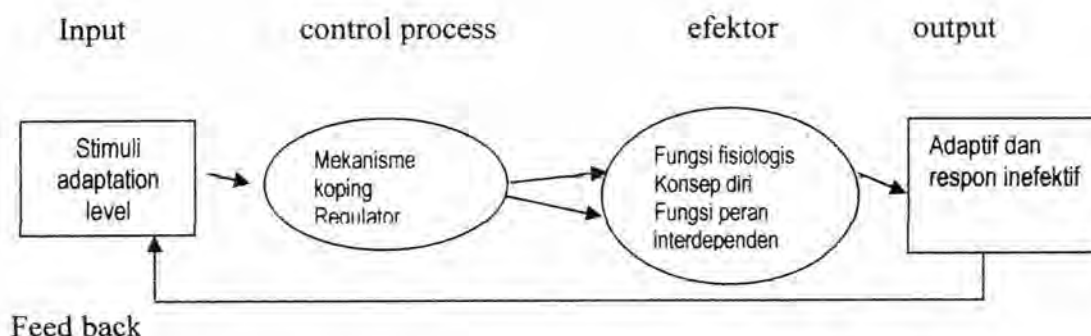 Input control process efektor output
Stimuli
adaptation
level
Mekanisme
koping
Regulator
Fungsi fisiologis
Konsep diri
Fungsi peran
interdependen
Adaptif dan
respon inefektif
Feed back